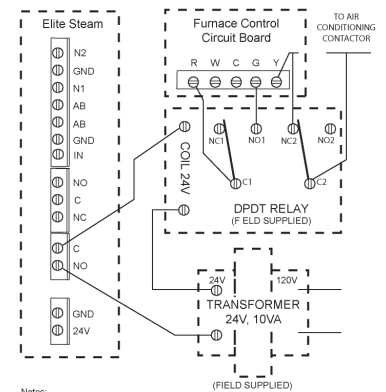 Elite Steam
N2
GND
N1
AB
AB
GND
IN
NO
C
NC
C
NO
GND
24V
Furnace Control
Circuit Board
R W C G Y
TO AIR
CONDITIONING
CONTACTOR
COIL 24V
NC1
NO1
NC2
NO2
C1
C2
DPDT RELAY
(F ELD SUPPLIED)
24V
120V
TRANSFORMER
24V, 10VA
(FIELD SUPPLIED)
Notes: